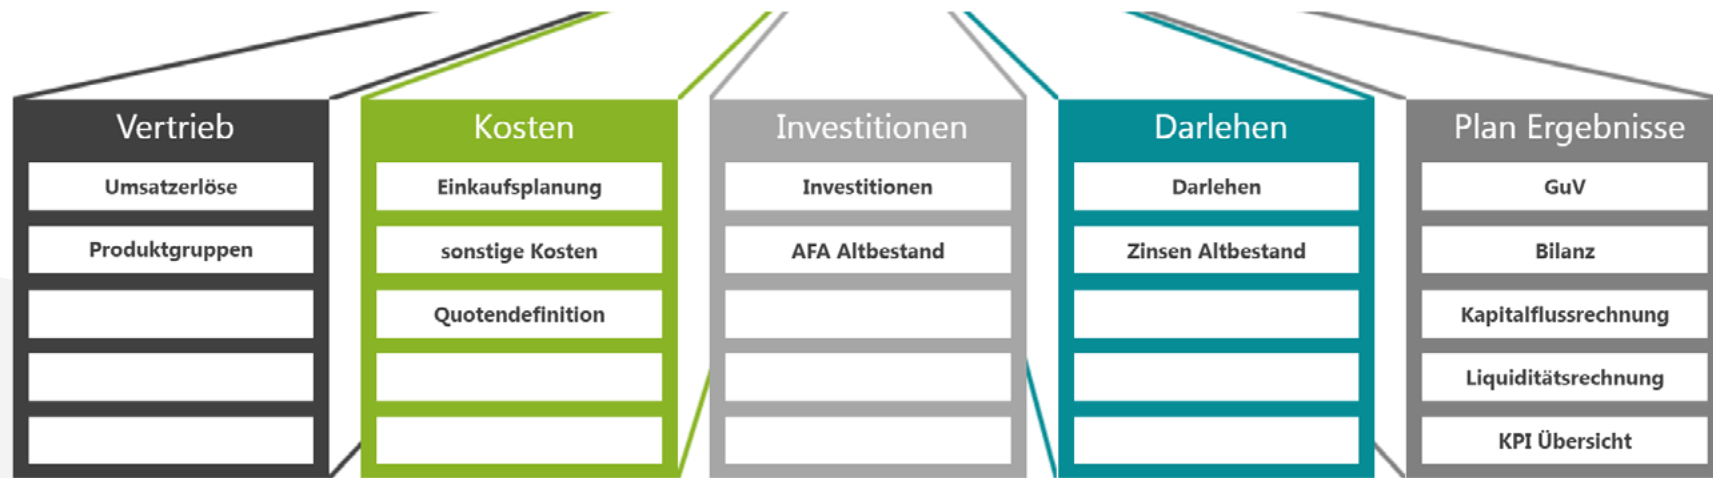 Vertrieb
Umsatzerlöse
Produktgruppen
Kosten
Einkaufsplanung
sonstige Kosten
Quotendefinition
Investitionen
Investitionen
AFA Altbestand
Darlehen
Darlehen
Zinsen Altbestand
Plan Ergebnisse
GuV
Bilanz
Kapitalflussrechnung
Liquiditätsrechnung
KPI Übersicht